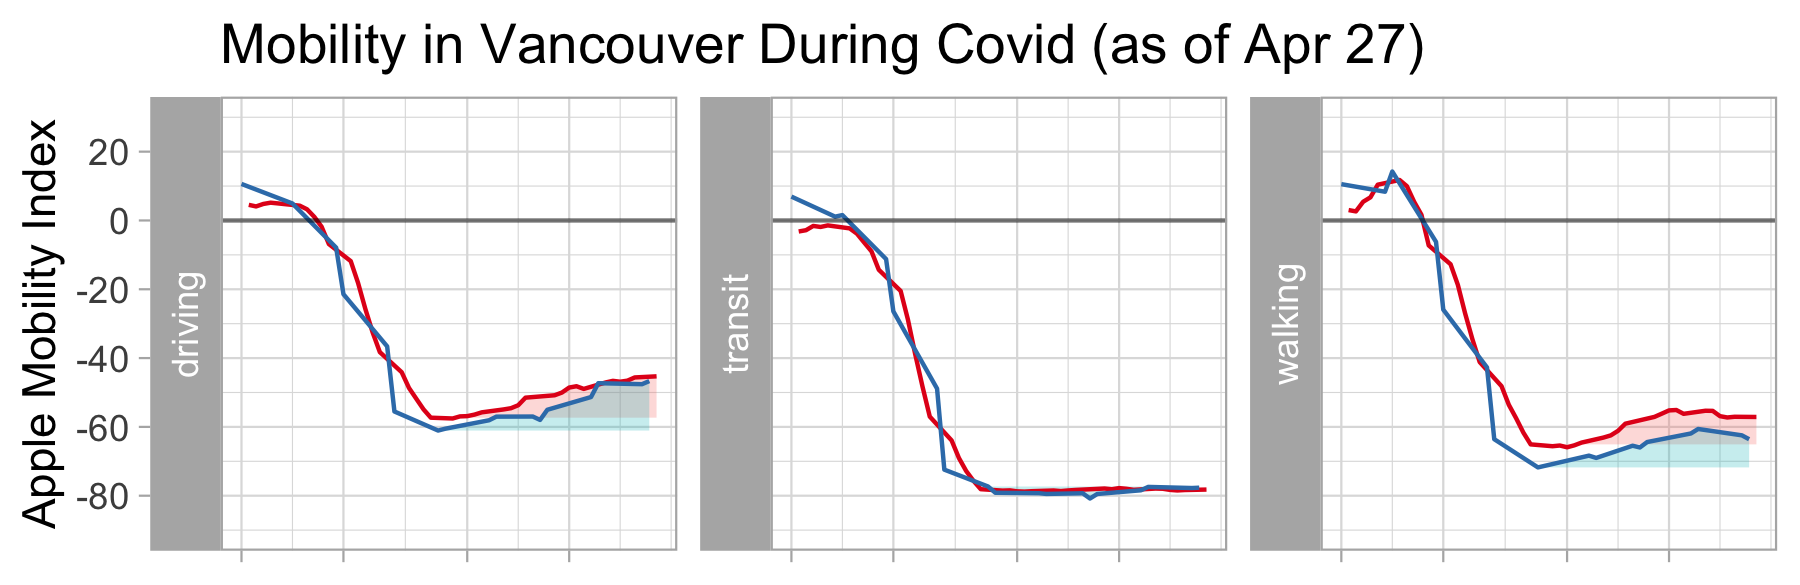 Mobility in Vancouver During Covid (as of Apr 27)
Apple Mobility Index
20
0
-20
-40
-60
-80
driving
transit
walking